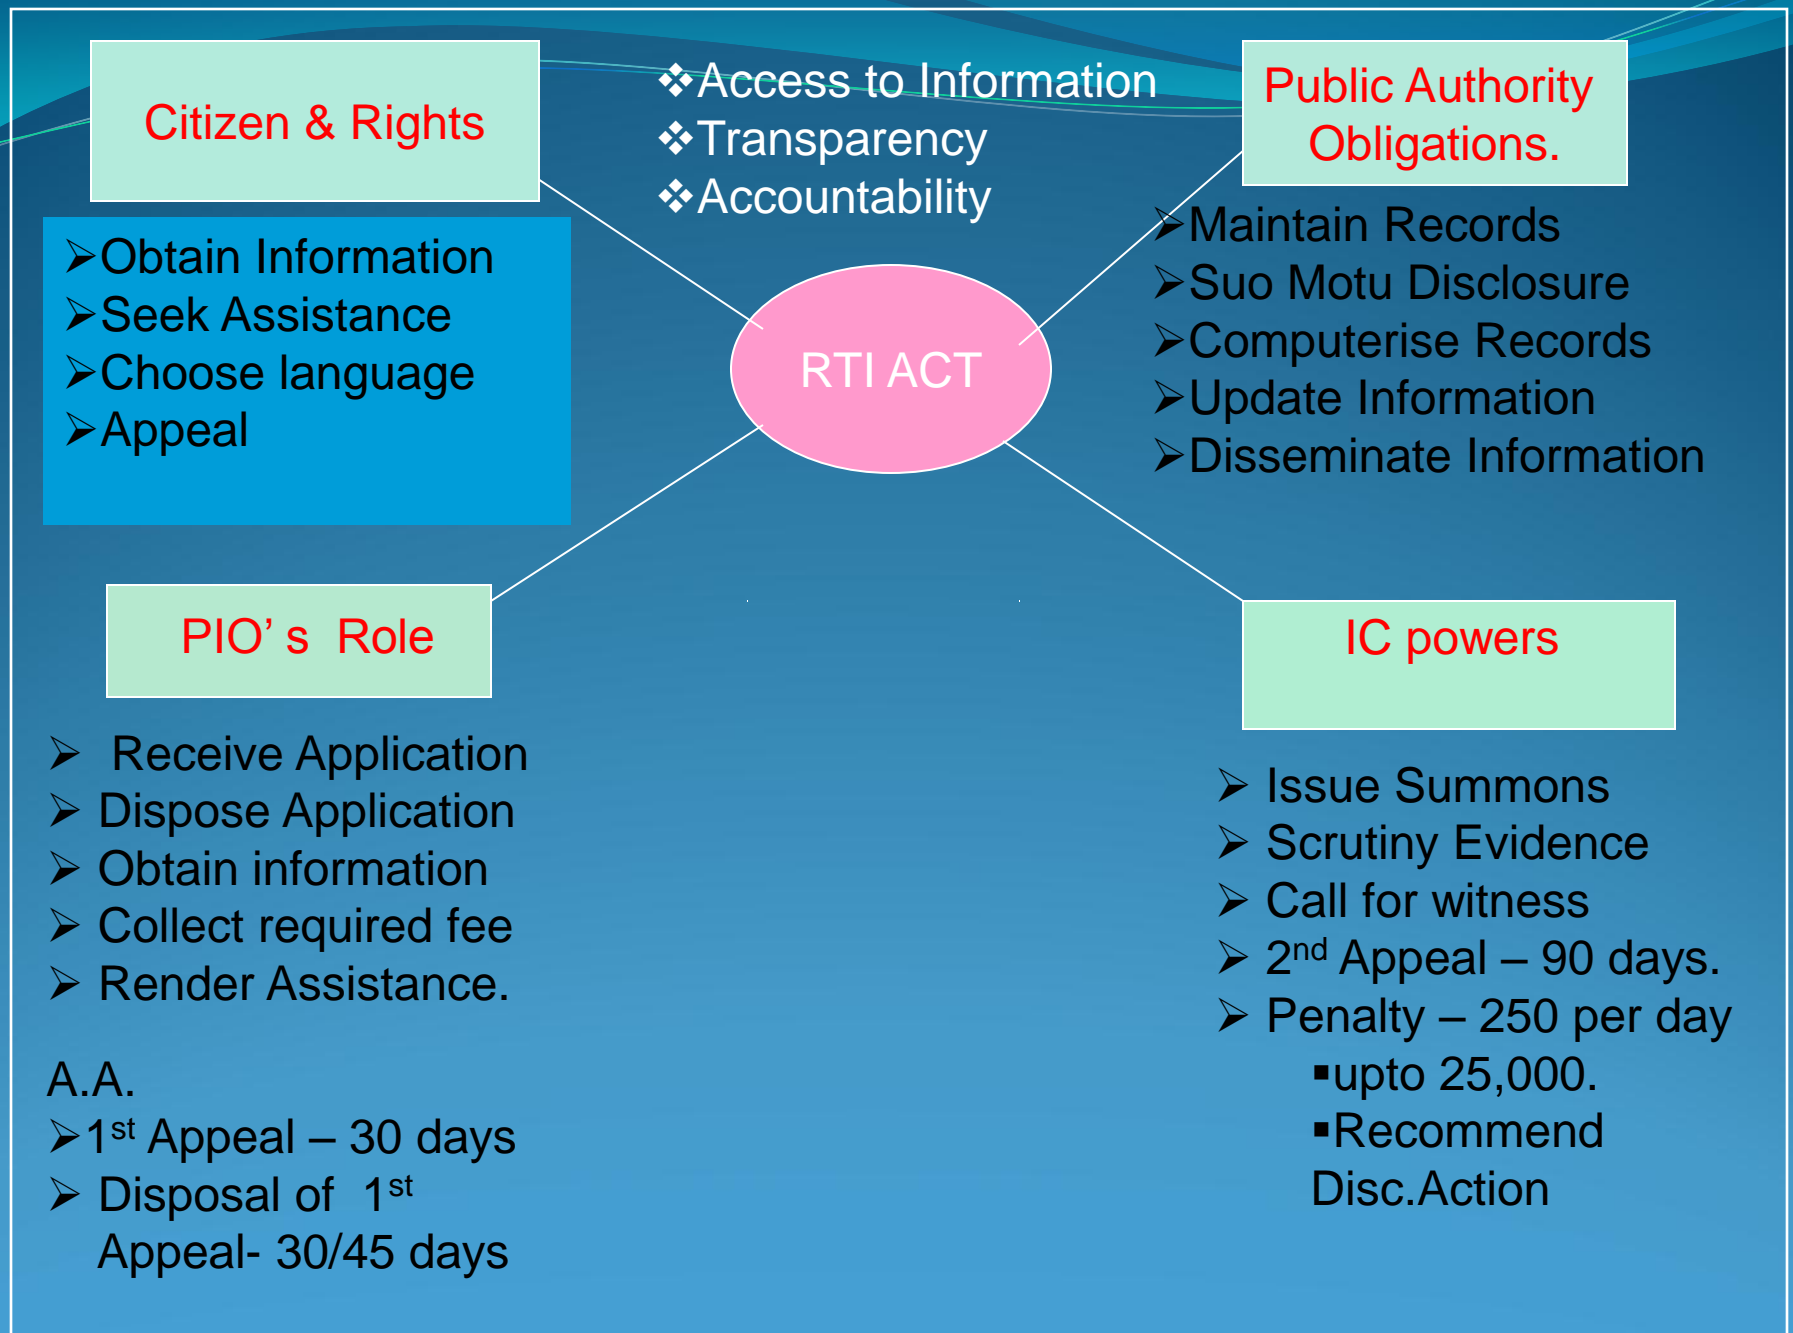 Citizen & Rights
➢Obtain Information
➢Seek Assistance
➢Choose language
➢Appeal
❖Access to Information
❖Transparency
❖Accountability
Public Authority
Obligations.
➢Maintain Records
➢Suo Motu Disclosure
➢Computerise Records
➢Update Information
➢Disseminate Information
RTI ACT
PIO’ s  Role
➢ Receive Application
➢ Dispose Application
➢ Obtain information
➢ Collect required fee
➢ Render Assistance.
A.A.
➢1st Appeal – 30 days
➢ Disposal of  1st
Appeal- 30/45 days
IC powers
➢ Issue Summons
➢ Scrutiny Evidence
➢ Call for witness
➢ 2nd Appeal – 90 days.
➢ Penalty – 250 per day
▪upto 25,000.
▪Recommend
Disc.Action